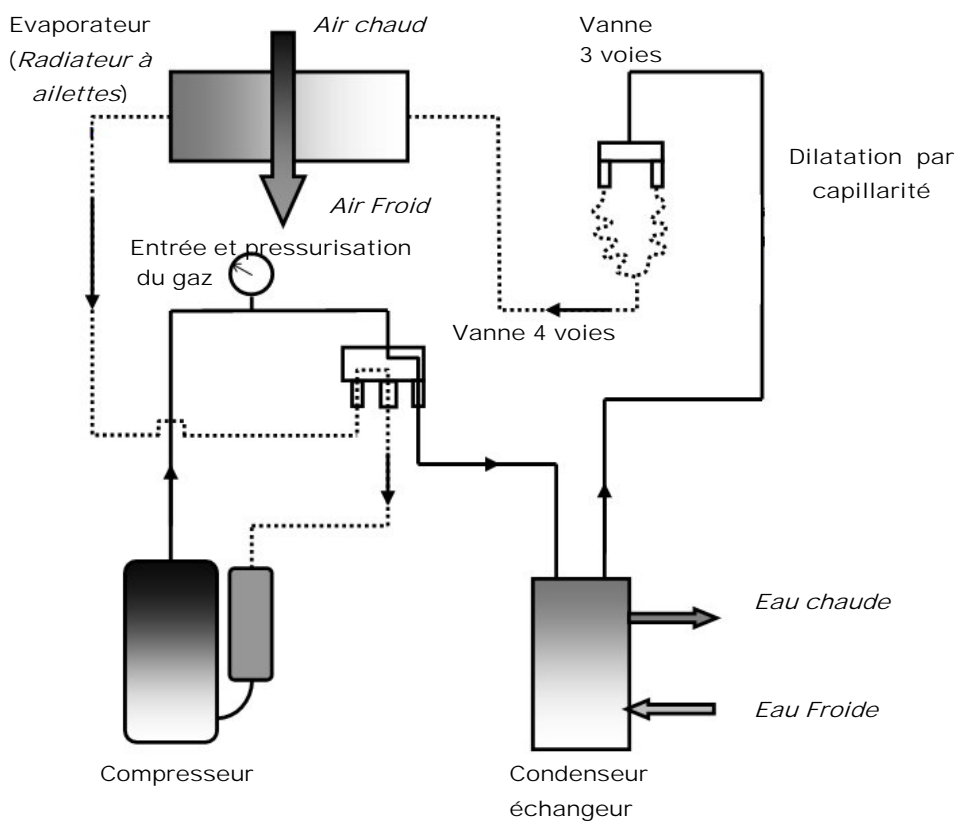 Evaporateur
(Radiateur à
ailettes)
Air chaud
Vanne
3 voies
Dilatation par
capillarité
Air Froid
Entrée et pressurisation
du gaz
Vanne 4 voies
Eau chaude
Eau Froide
Compresseur
Condenseur
échangeur